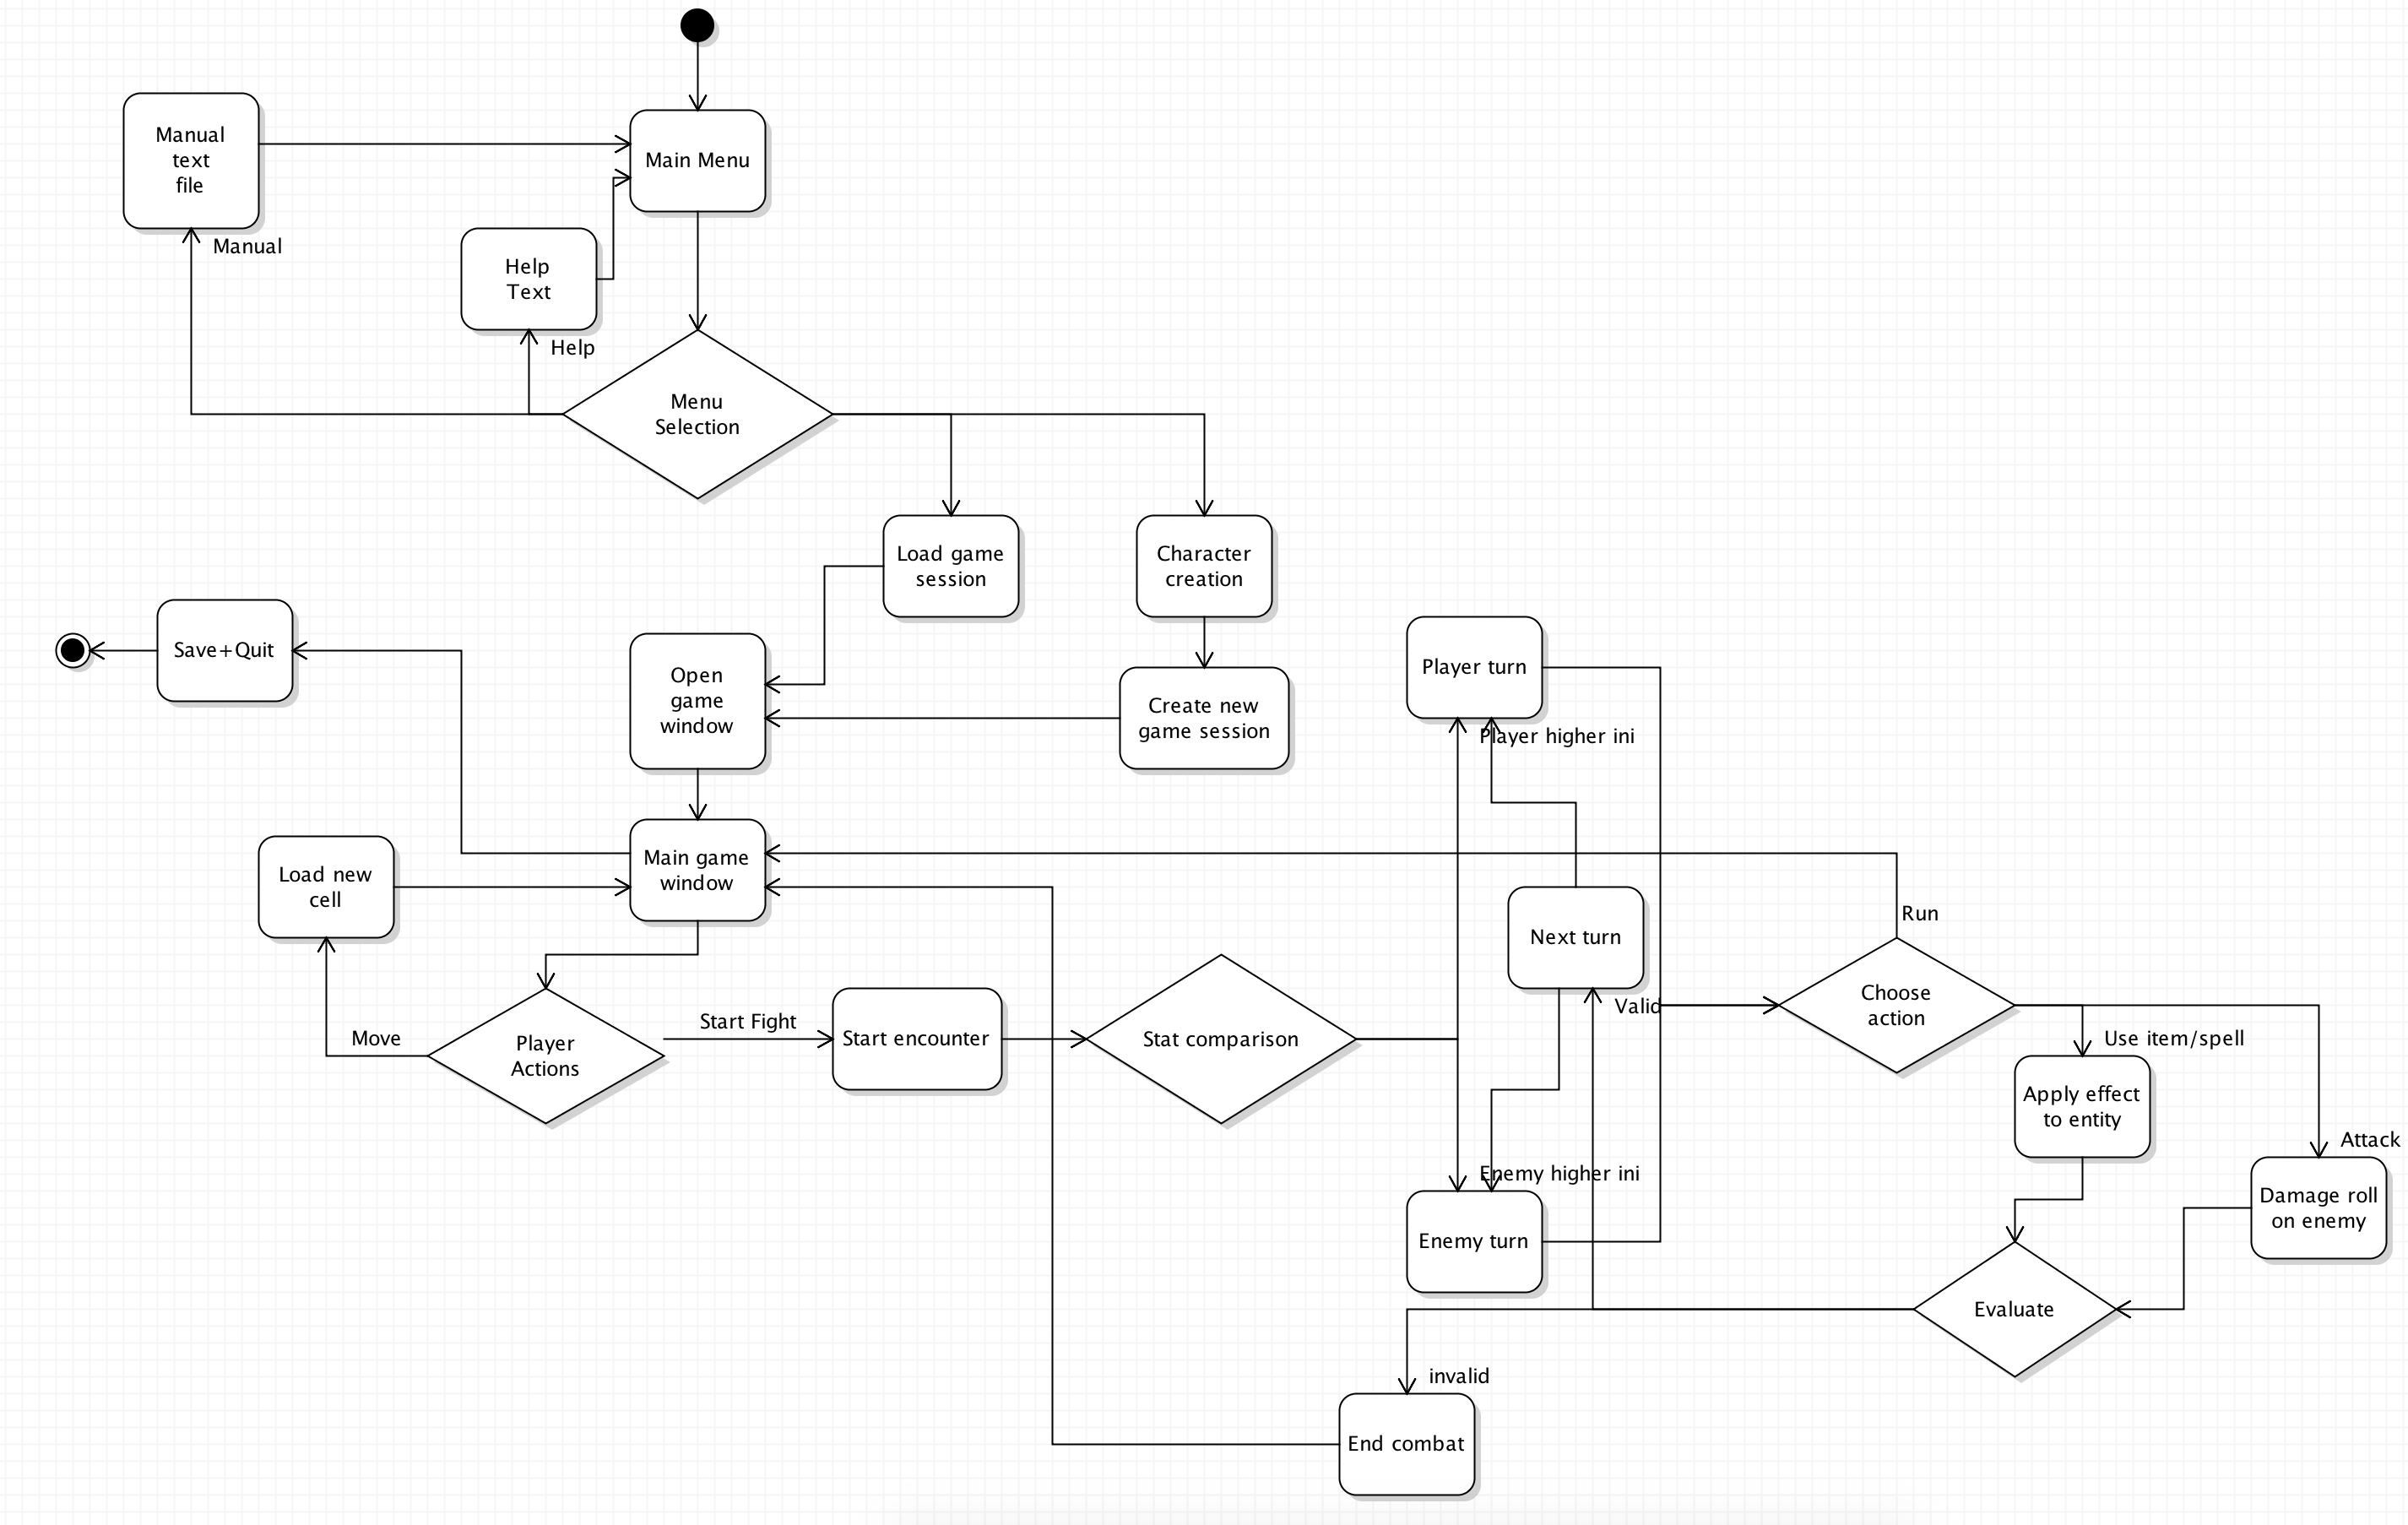 Manual
text
file
Main Menu
Manual
Help
Text
Help
Menu
Selection
Load game
session
Character
creation
Save+Quit
Open
game
window
Create new
game session
Player turn
Player higher ini
Main game
window
Load new
cell
Next turn
Run
Valid
Choose
action
Move
Player
Actions
Start Fight
Start encounter
Stat comparison
Use item/spell
Apply effect
to entity
Attack
Enemy higher ini
Damage roll
on enemy
Enemy turn
Evaluate
invalid
End combat